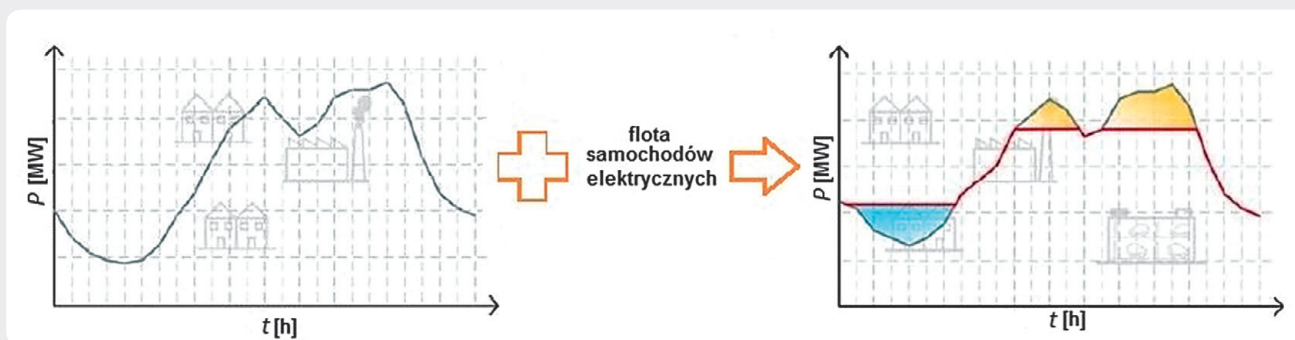 P [MW]
t [h]
flota
samochodów
elektrycznych
P [MW]
t [h]